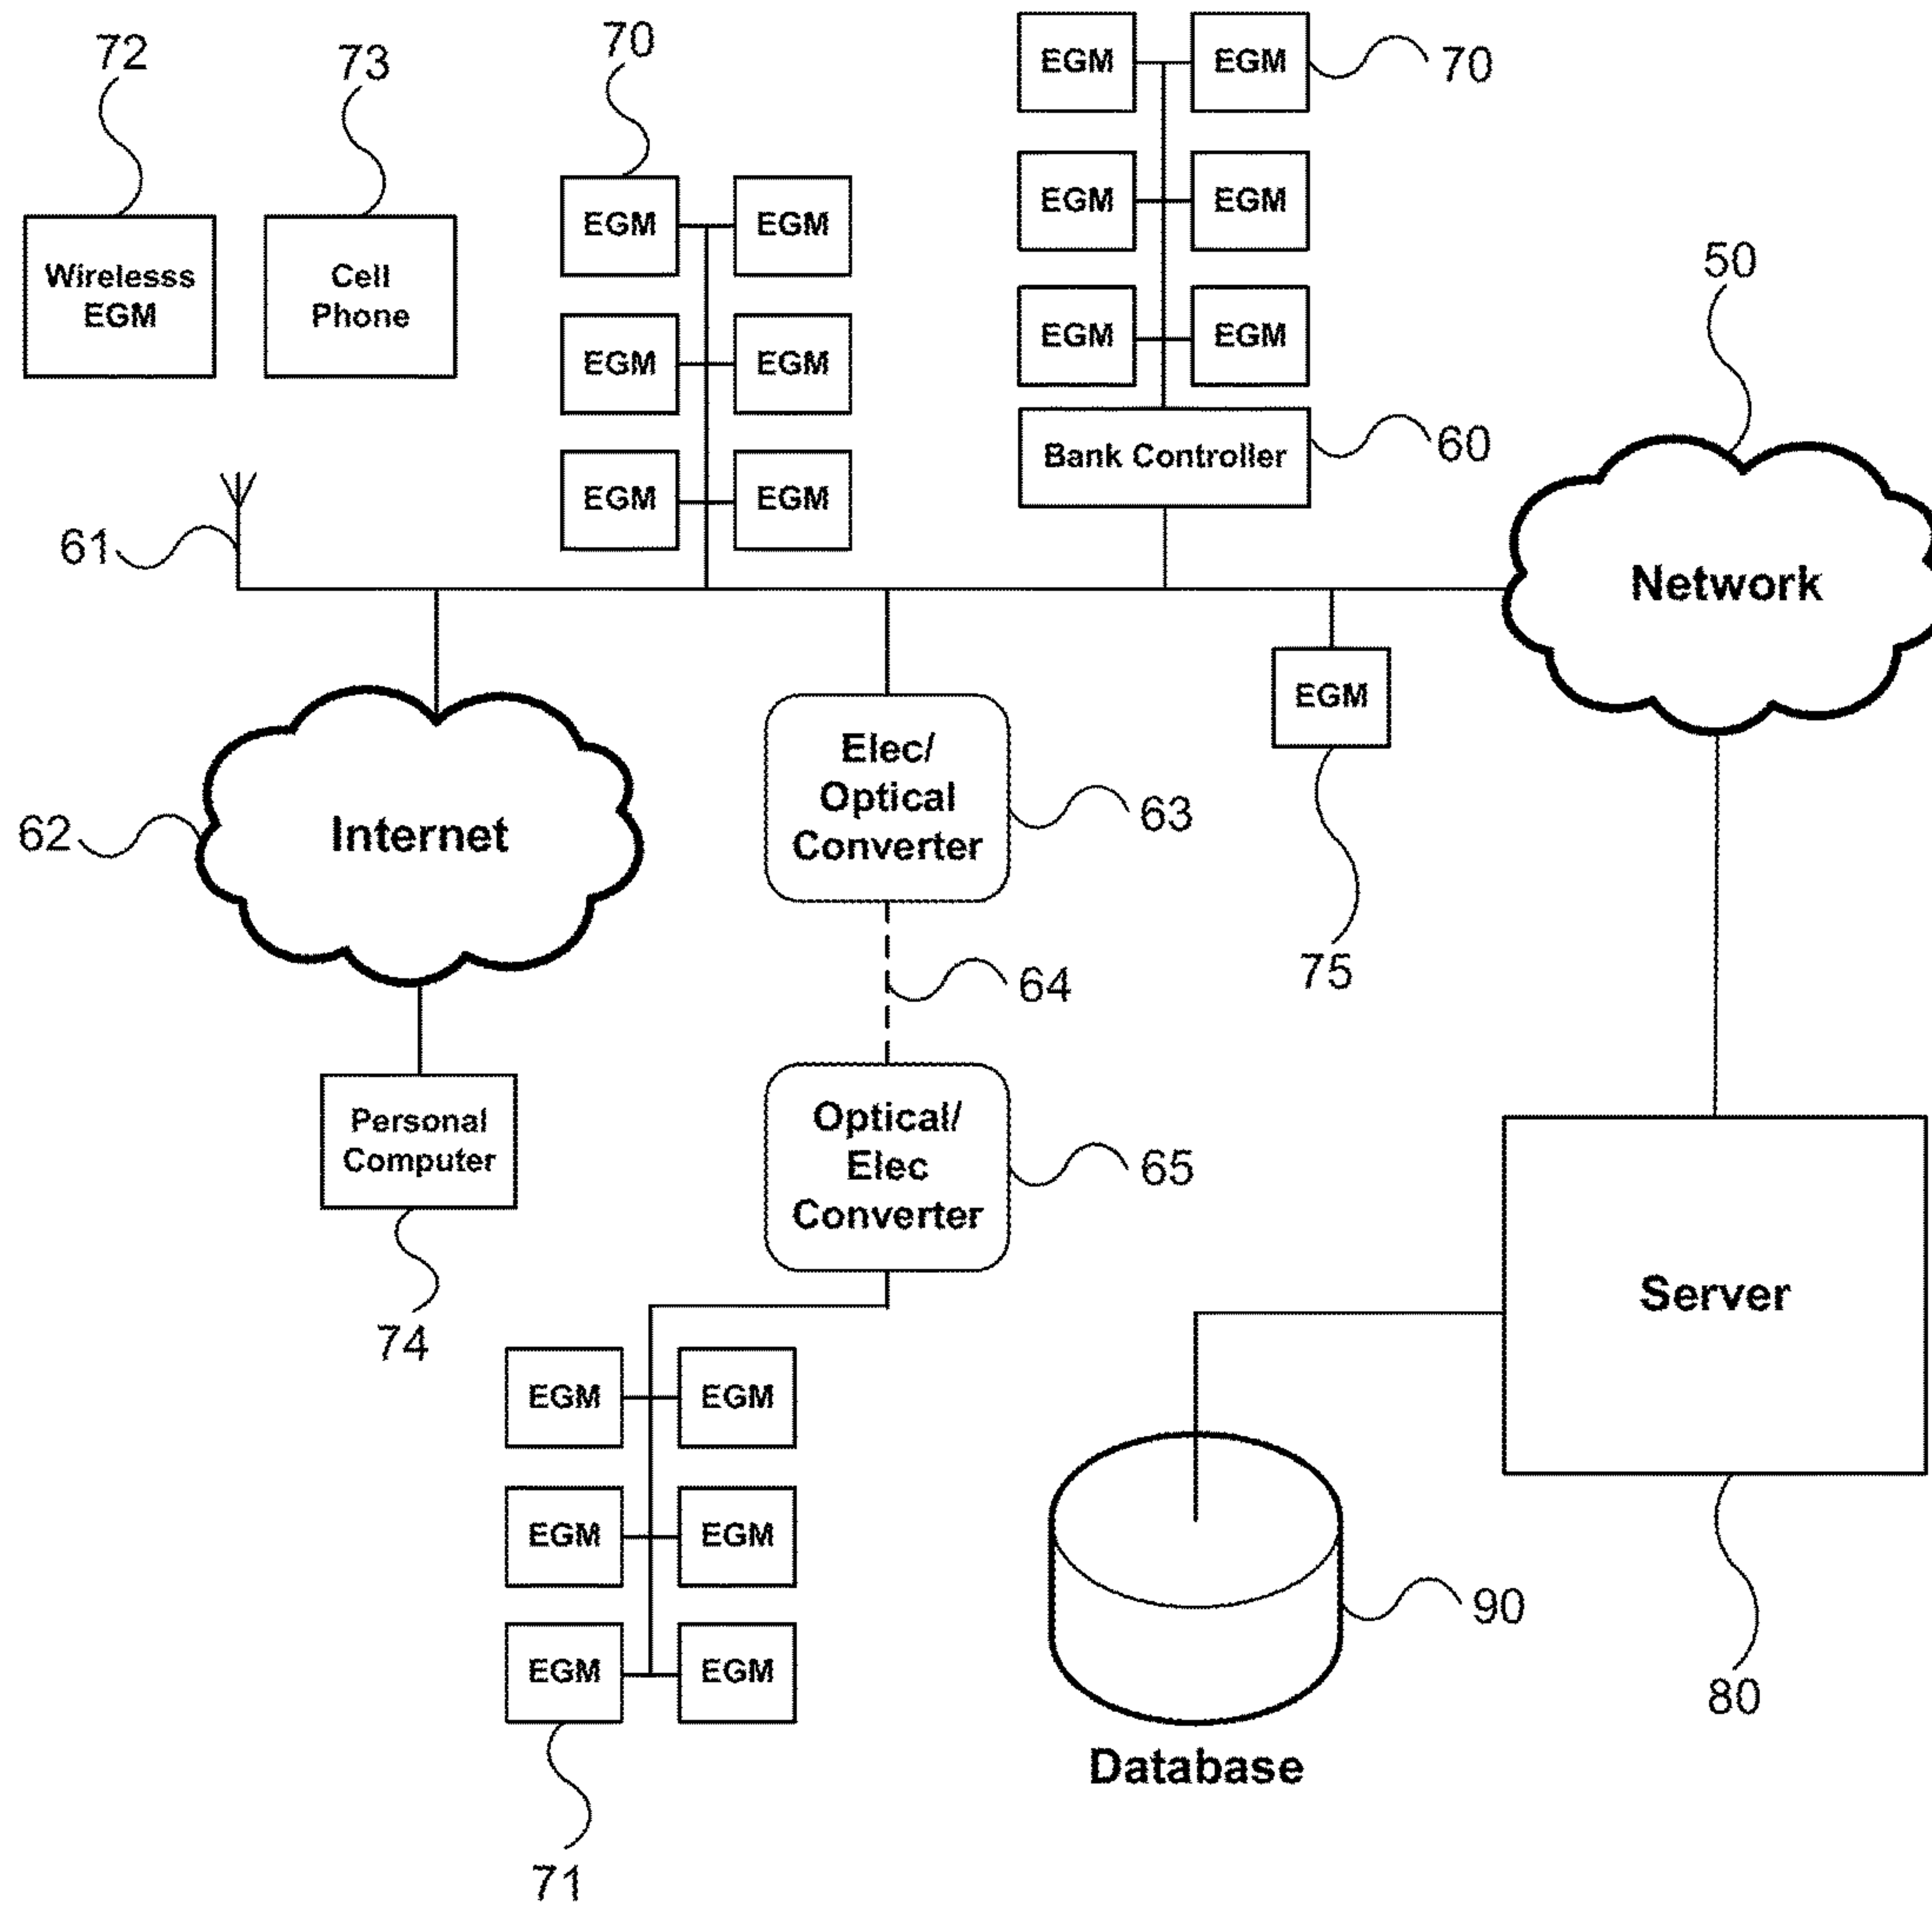 72
73
70
EGM
EGM
70
Wirelesss
EGM
Cell
Phone
EGM
EGM
EGM
EGM
EGM
EGM
EGM
EGM
EGM
EGM
50
Bank Controller
60
61
Network
EGM
75
62
Internet
Elec/
Optical
Converter
63
64
Personal
Computer
74
Optical/
Elec
Converter
65
EGM
EGM
EGM
EGM
EGM
EGM
71
Server
80
90
Database